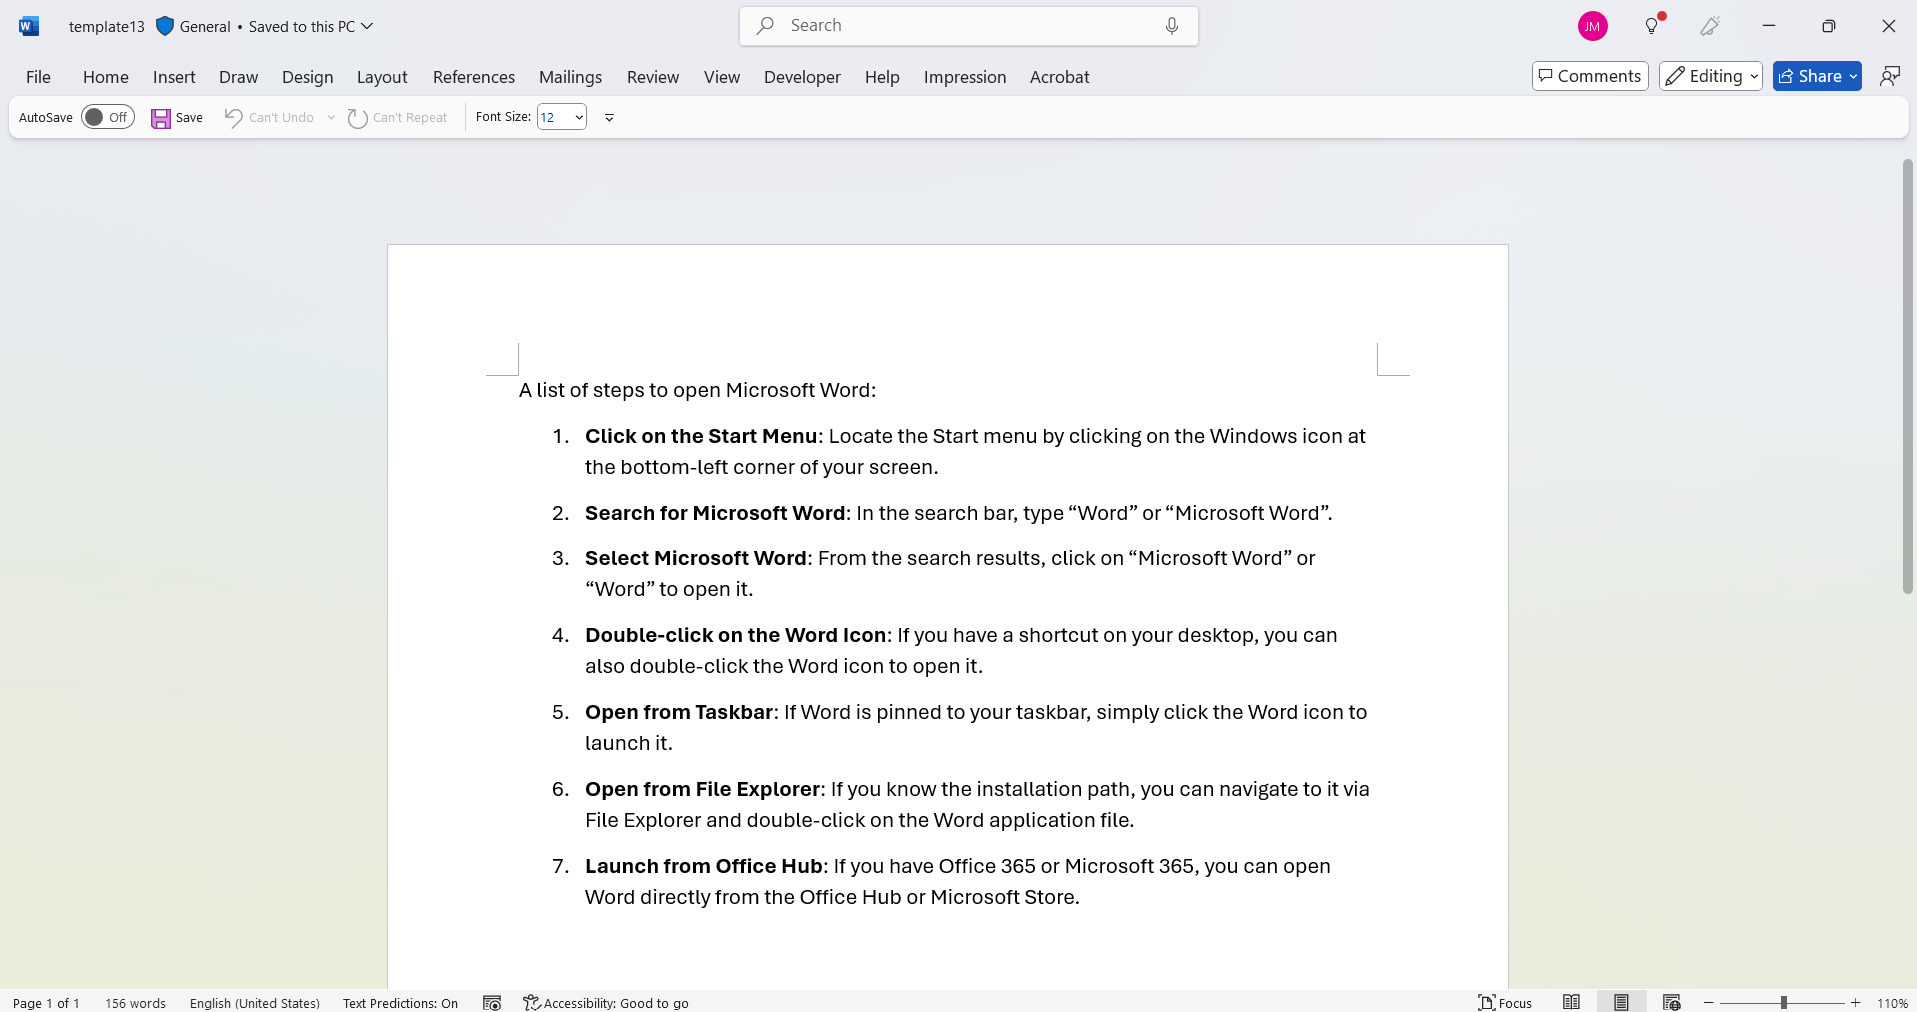 template13 General • Saved to this PC
Search
JM
File Home Insert Draw Design Layout References Mailings Review View Developer Help Impression Acrobat
Comments Editing Share
AutoSave Off Save Can't Undo Can't Repeat Font Size: 12
A list of steps to open Microsoft Word:
1. Click on the Start Menu: Locate the Start menu by clicking on the Windows icon at
the bottom-left corner of your screen.
2. Search for Microsoft Word: In the search bar, type “Word” or “Microsoft Word”.
3. Select Microsoft Word: From the search results, click on “Microsoft Word” or
“Word” to open it.
4. Double-click on the Word Icon: If you have a shortcut on your desktop, you can
also double-click the Word icon to open it.
5. Open from Taskbar: If Word is pinned to your taskbar, simply click the Word icon to
launch it.
6. Open from File Explorer: If you know the installation path, you can navigate to it via
File Explorer and double-click on the Word application file.
7. Launch from Office Hub: If you have Office 365 or Microsoft 365, you can open
Word directly from the Office Hub or Microsoft Store.
Page 1 of 1 156 words English (United States) Text Predictions: On Accessibility: Good to go Focus 110%